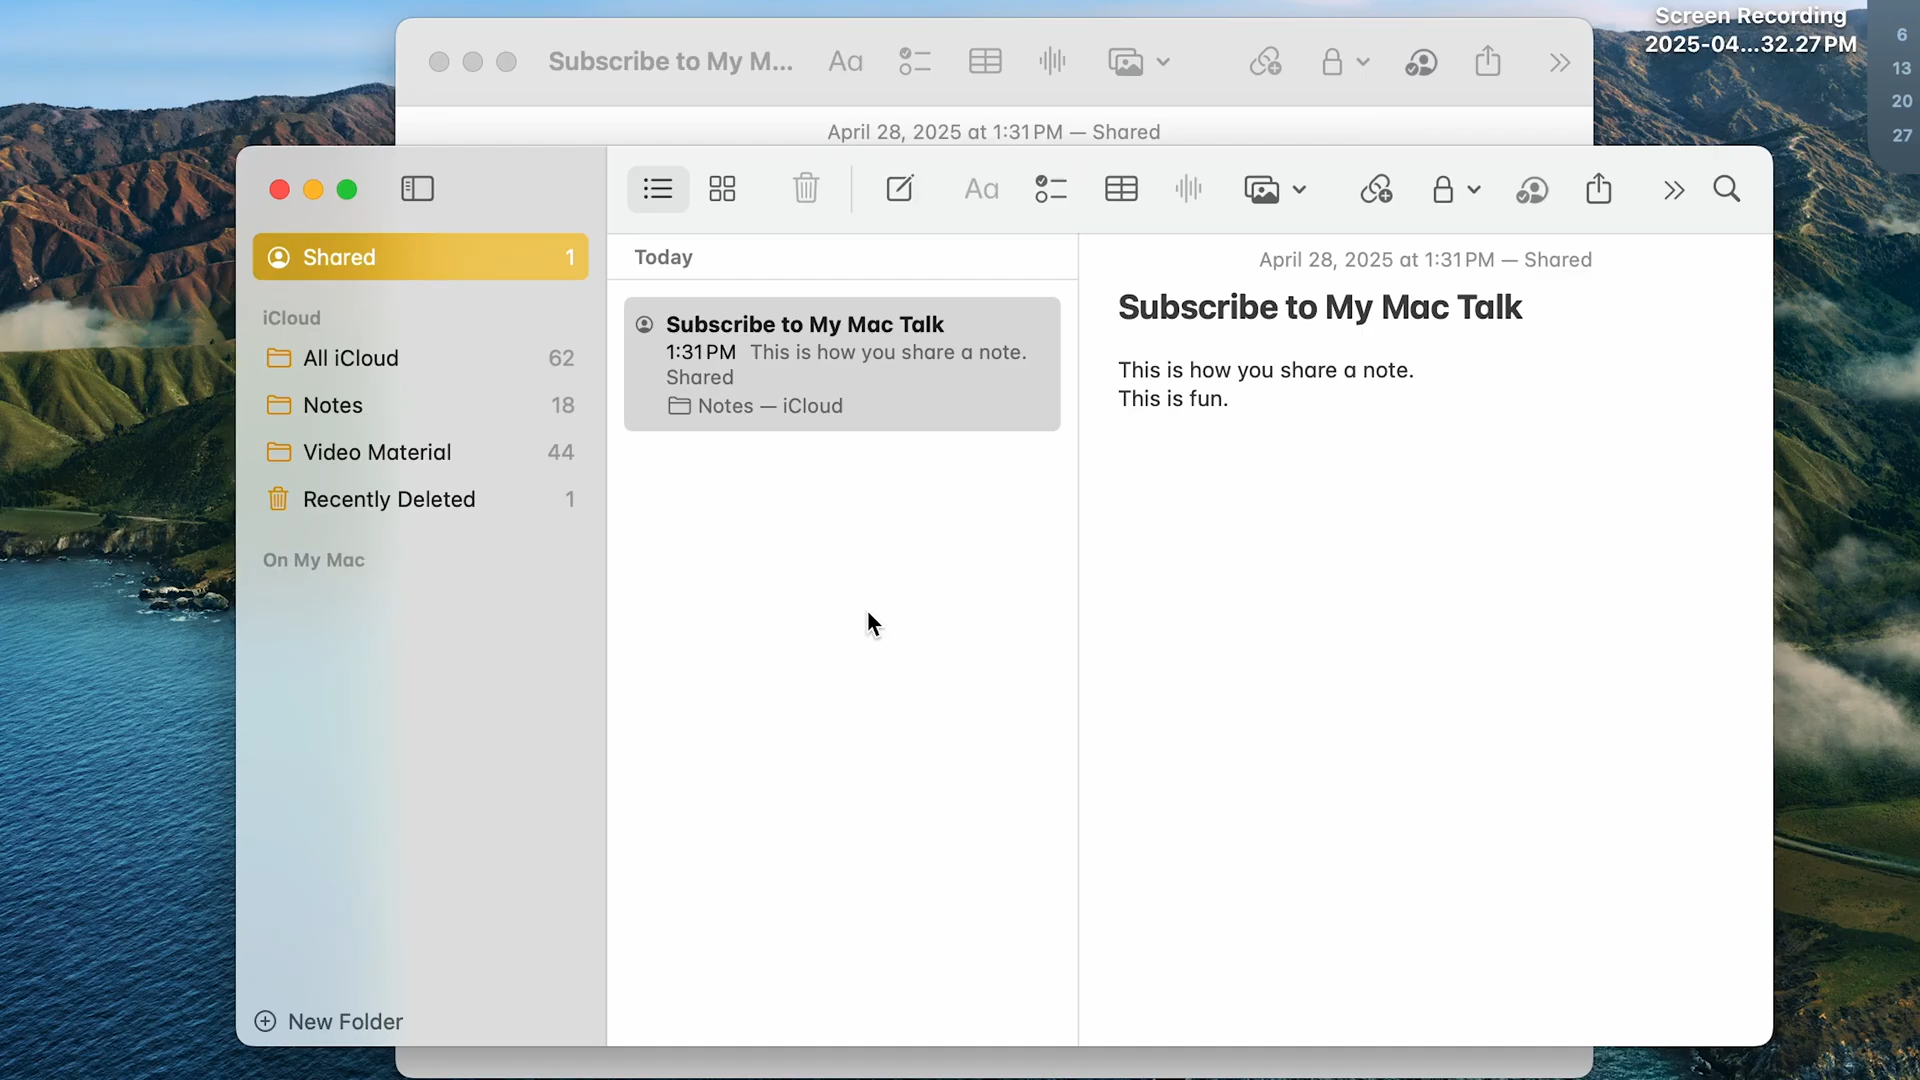 Screen Recording
2025-04...32.27 PM
6
13
20
27
Subscribe to My M...
Aa
April 28, 2025 at 1:31 PM — Shared
Aa
Shared 1
iCloud
All iCloud 62
Notes 18
Video Material 44
Recently Deleted 1
On My Mac
New Folder
Today
Subscribe to My Mac Talk
1:31 PM This is how you share a note.
Shared
Notes — iCloud
April 28, 2025 at 1:31 PM — Shared
Subscribe to My Mac Talk
This is how you share a note.
This is fun.